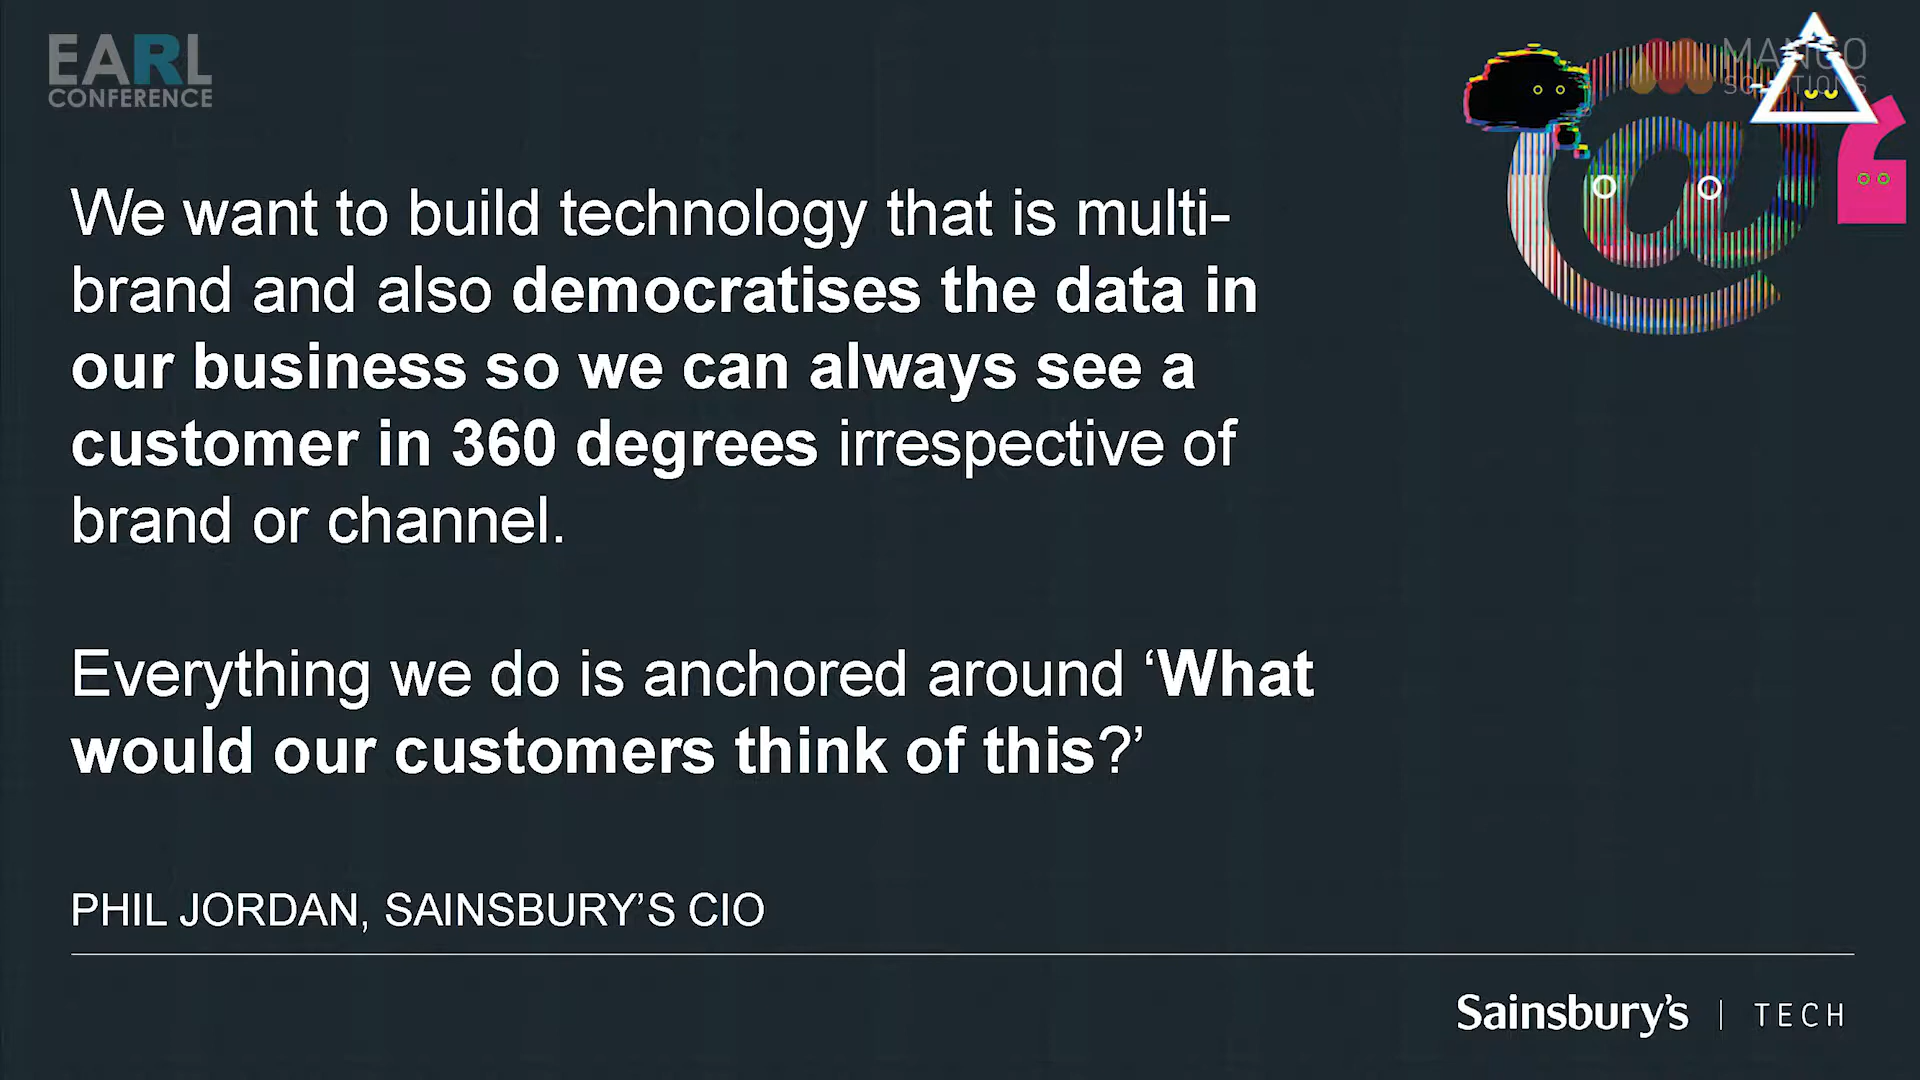 EARL
CONFERENCE
MANGO
SOLUTIONS
We want to build technology that is multi-
brand and also democratises the data in
our business so we can always see a
customer in 360 degrees irrespective of
brand or channel.
Everything we do is anchored around ‘What
would our customers think of this?’
PHIL JORDAN, SAINSBURY’S CIO
Sainsbury’s | TECH